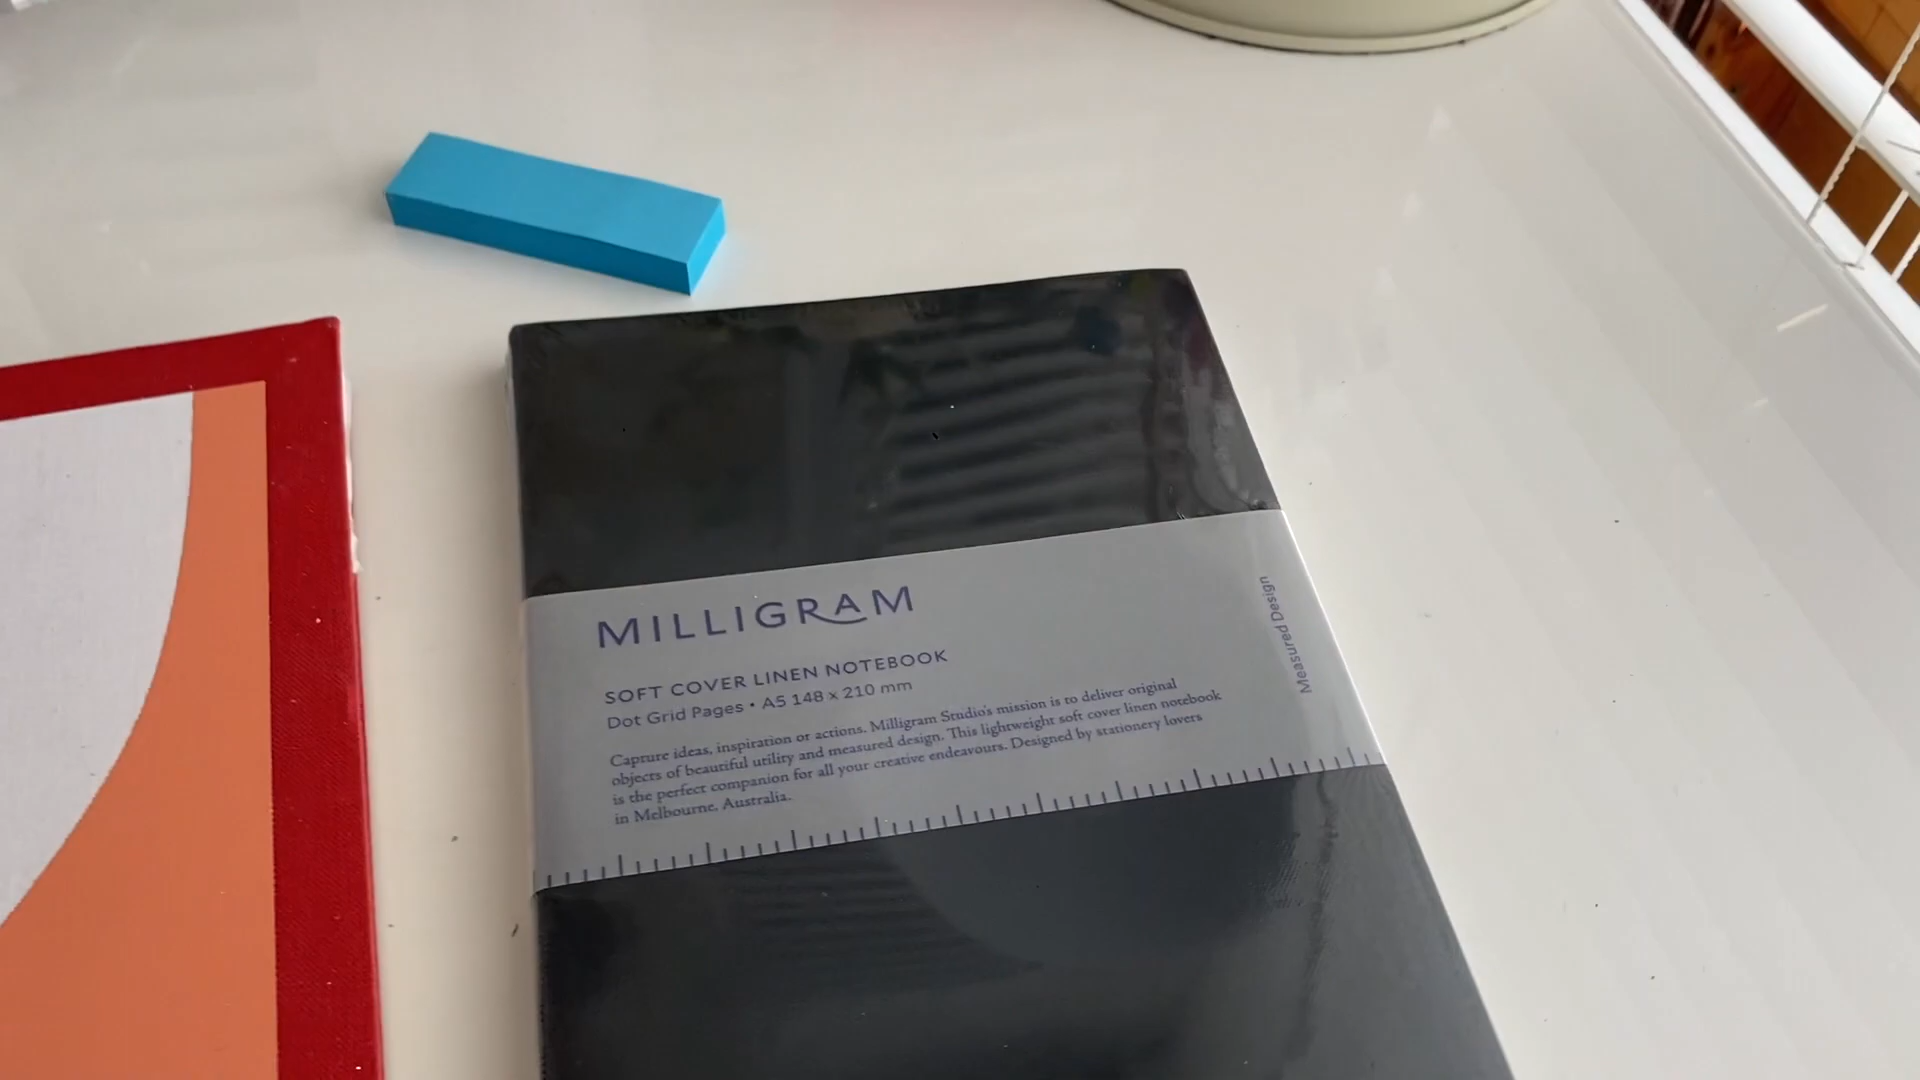 MILLIGRAM
SOFT COVER LINEN NOTEBOOK
Dot Grid Pages • A5 148 x 210 mm
Capture ideas, inspiration or actions. Milligram Studio's mission is to deliver original
objects of beautiful utility and measured design. This lightweight soft cover linen notebook
is the perfect companion for all your creative endeavours. Designed by stationery lovers
in Melbourne, Australia.
Measured Design